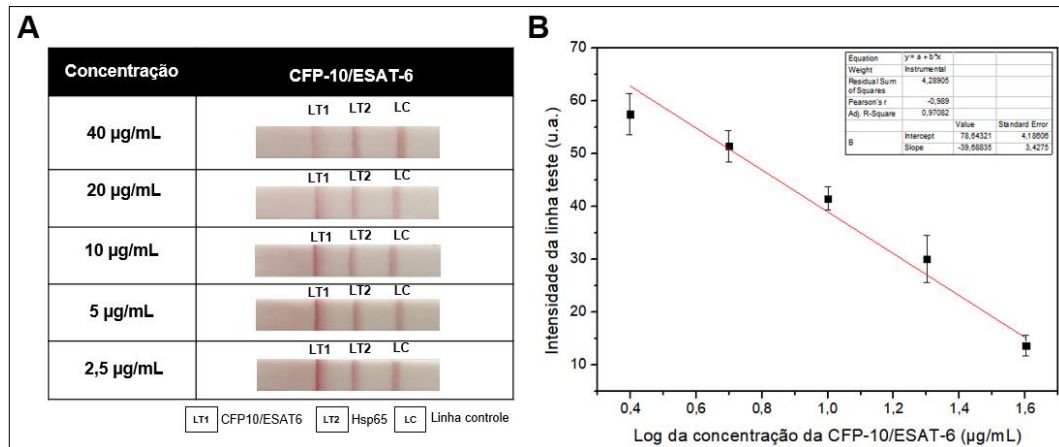 A
Concentração CFP-10/ESAT-6
LT1 LT2 LC
40 µg/mL
20 µg/mL
LT1 LT2 LC
10 µg/mL
LT1 LT2 LC
5 µg/mL
LT1 LT2 LC
2,5 µg/mL
LT1 LT2 LC
LT1 CFP10/ESAT6 LT2 Hsp65 LC Linha controle
B
Intensidade da linha teste (u.a.)
70
60
50
40
30
20
10
0,4 0,6 0,8 1,0 1,2 1,4 1,6
Log da concentração da CFP-10/ESAT-6 (µg/mL)
Equation y = a + b*x
Weight Instrumental
Residual Sum of Squares 4,28905
Pearson's r -0,989
Adj. R-Square 0,97082
Value Standard Error
B Intercept 78,64321 4,18606
Slope -39,68835 3,4275